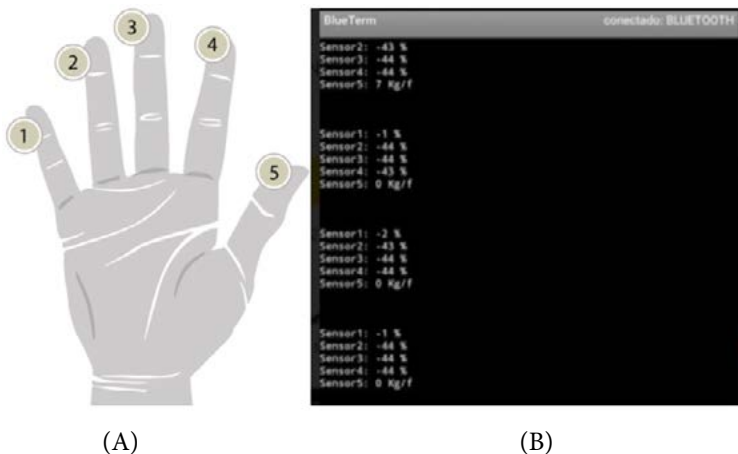 1
2
3
4
5
BlueTerm conectado: BLUETOOTH
Sensor2: -43 %
Sensor3: -44 %
Sensor4: -44 %
Sensor5: 7 Kg/f
Sensor1: -1 %
Sensor2: -44 %
Sensor3: -44 %
Sensor4: -43 %
Sensor5: 0 Kg/f
Sensor1: -2 %
Sensor2: -43 %
Sensor3: -44 %
Sensor4: -44 %
Sensor5: 0 Kg/f
Sensor1: -1 %
Sensor2: -44 %
Sensor3: -44 %
Sensor4: -44 %
Sensor5: 0 Kg/f
(A) (B)